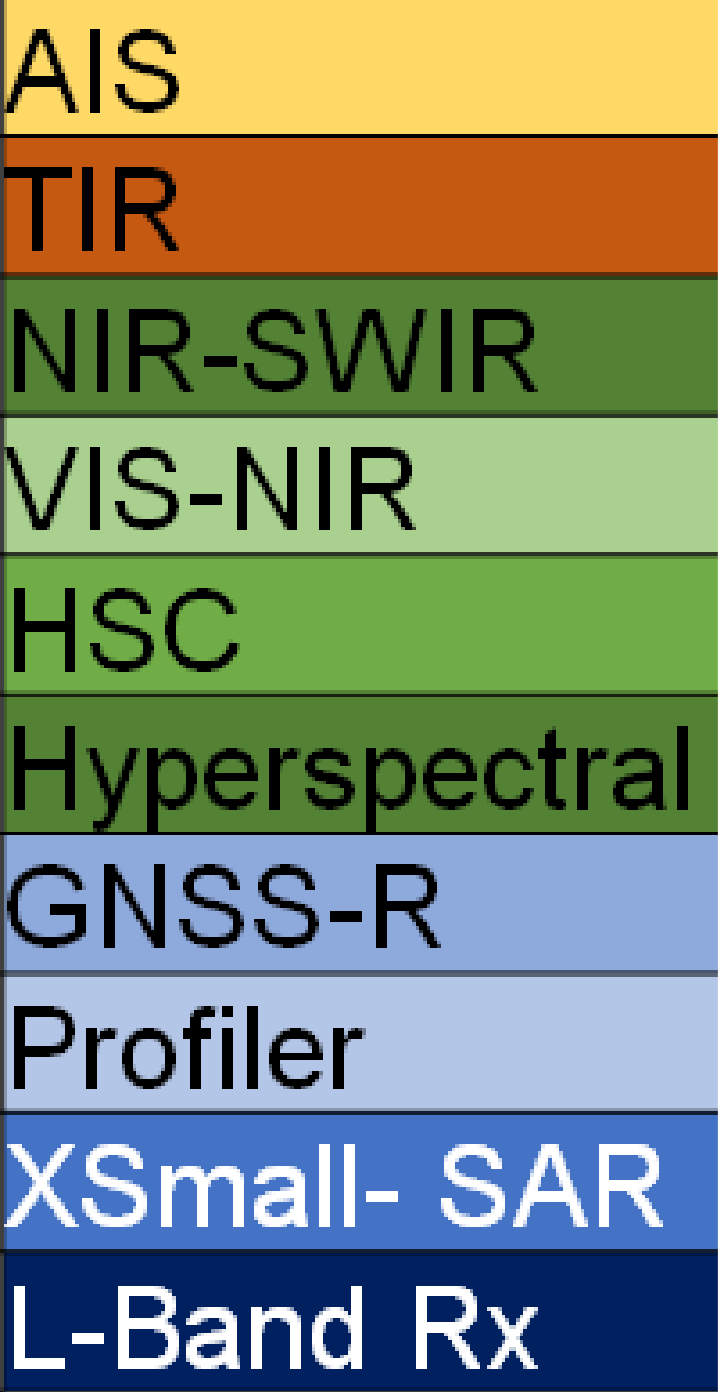 AIS
TIR
NIR-SWIR
VIS-NIR
HSC
Hyperspectral
GNSS-R
Profiler
XSmall- SAR
L-Band Rx